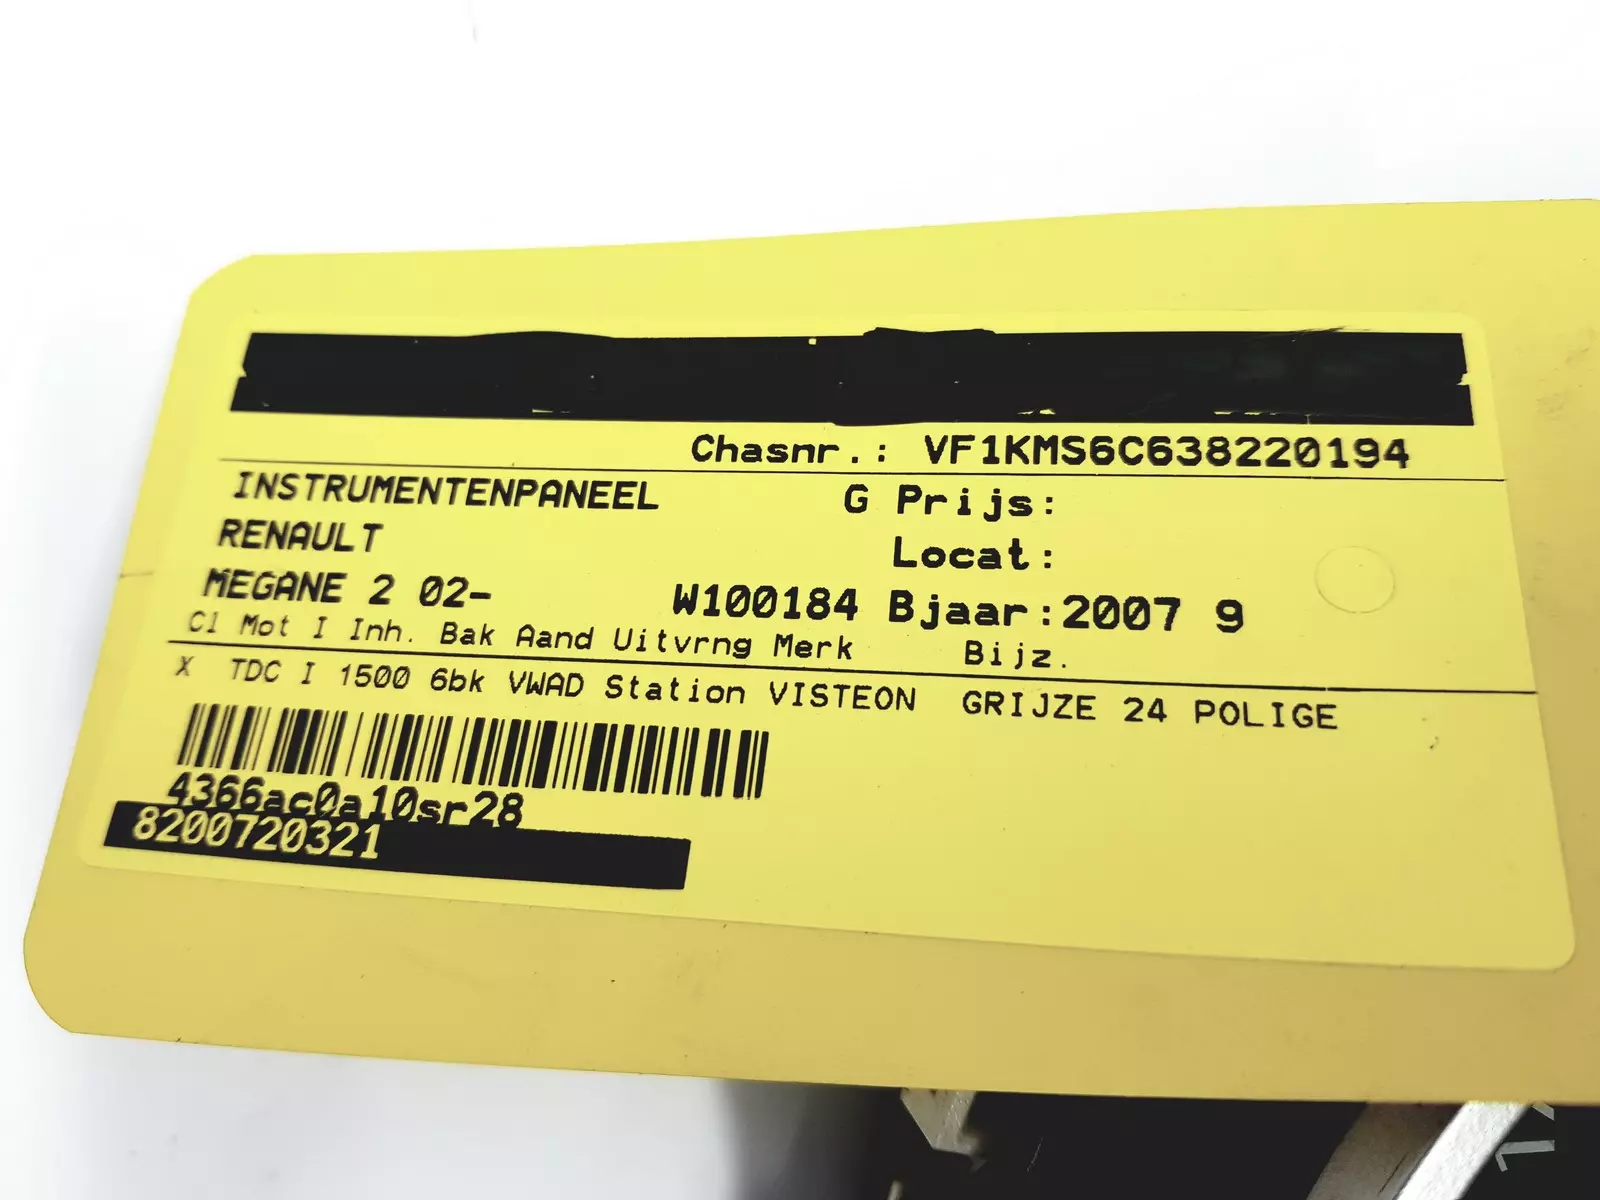 Chasnr.: VF1KMS6C638220194
INSTRUMENTENPANEEL G Prijs:
RENAULT Locat:
MEGANE 2 02- W100184 Bjaar:2007 9
Cl Mot I Inh. Bak Aand Uitvrng Merk Bijz.
X TDC I 1500 6bk VWAD Station VISTEON GRIJZE 24 POLIGE
4366ac0a10sr28
8200720321